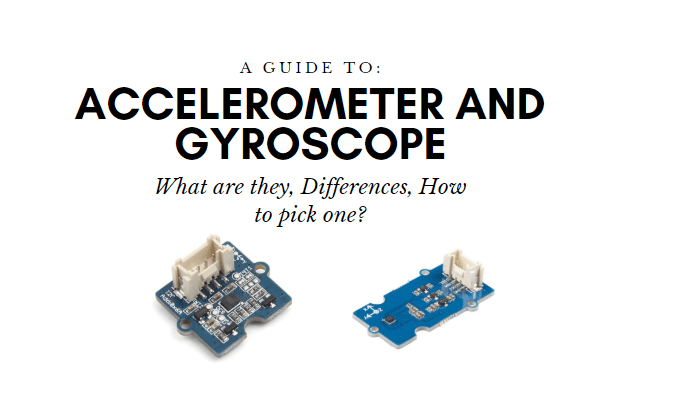 A GUIDE TO:
ACCELEROMETER AND
GYROSCOPE
What are they, Differences, How
to pick one?